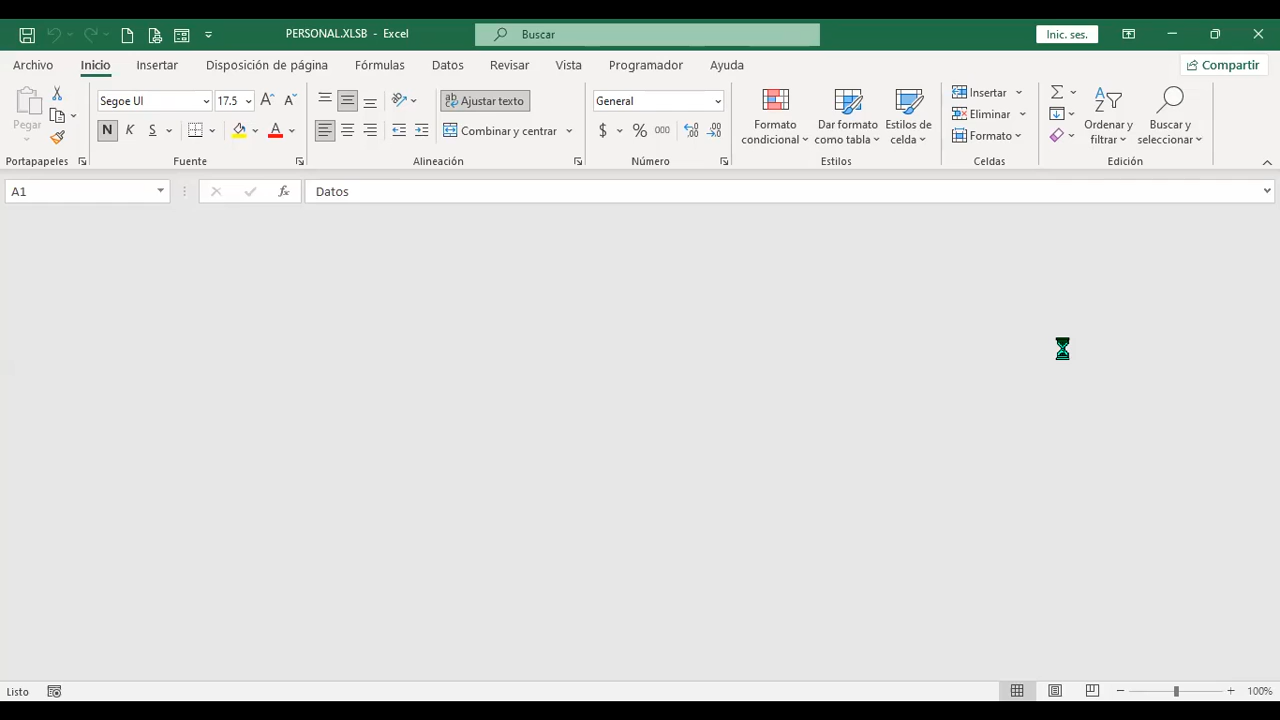 PERSONAL.XLSB - Excel
Buscar
Inic. ses.
Archivo
Inicio
Insertar
Disposición de página
Fórmulas
Datos
Revisar
Vista
Programador
Ayuda
Compartir
Pegar
Portapapeles
Segoe UI
17.5
N K S
Fuente
Ajustar texto
Combinar y centrar
Alineación
General
$ % 000
Número
Formato condicional
Dar formato como tabla
Estilos de celda
Estilos
Insertar
Eliminar
Formato
Celdas
Ordenar y filtrar
Buscar y seleccionar
Edición
A1
fx
Datos
Listo
100%